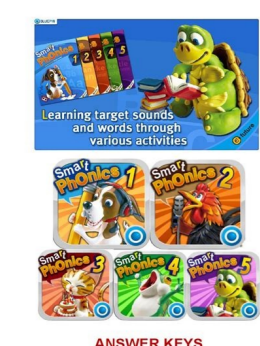 Smart Phonics 1 2 3 4 5
Learning target sounds
and words through
various activities
e-future
Smart Phonics 1
Smart Phonics 2
Smart Phonics 3
Smart Phonics 4
Smart Phonics 5
ANSWER KEYS